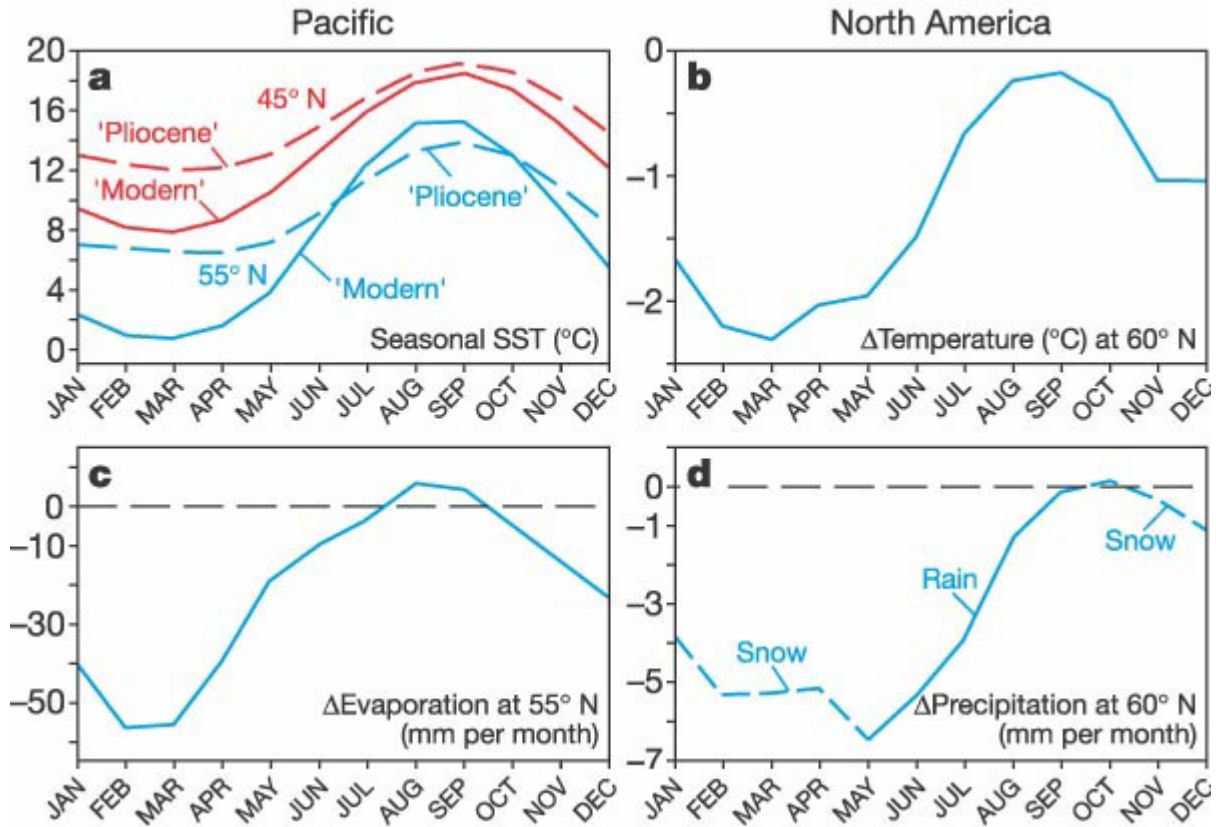 Pacific
North America
a
20
16
12
8
4
0
45° N
'Pliocene'
'Modern'
'Pliocene'
55° N
'Modern'
Seasonal SST (°C)
JAN FEB MAR APR MAY JUN JUL AUG SEP OCT NOV DEC
b
0
−1
−2
ΔTemperature (°C) at 60° N
JAN FEB MAR APR MAY JUN JUL AUG SEP OCT NOV DEC
c
0
−10
−30
−50
ΔEvaporation at 55° N
(mm per month)
JAN FEB MAR APR MAY JUN JUL AUG SEP OCT NOV DEC
d
0
−1
−3
−5
−7
Snow
Rain
Snow
ΔPrecipitation at 60° N
(mm per month)
JAN FEB MAR APR MAY JUN JUL AUG SEP OCT NOV DEC